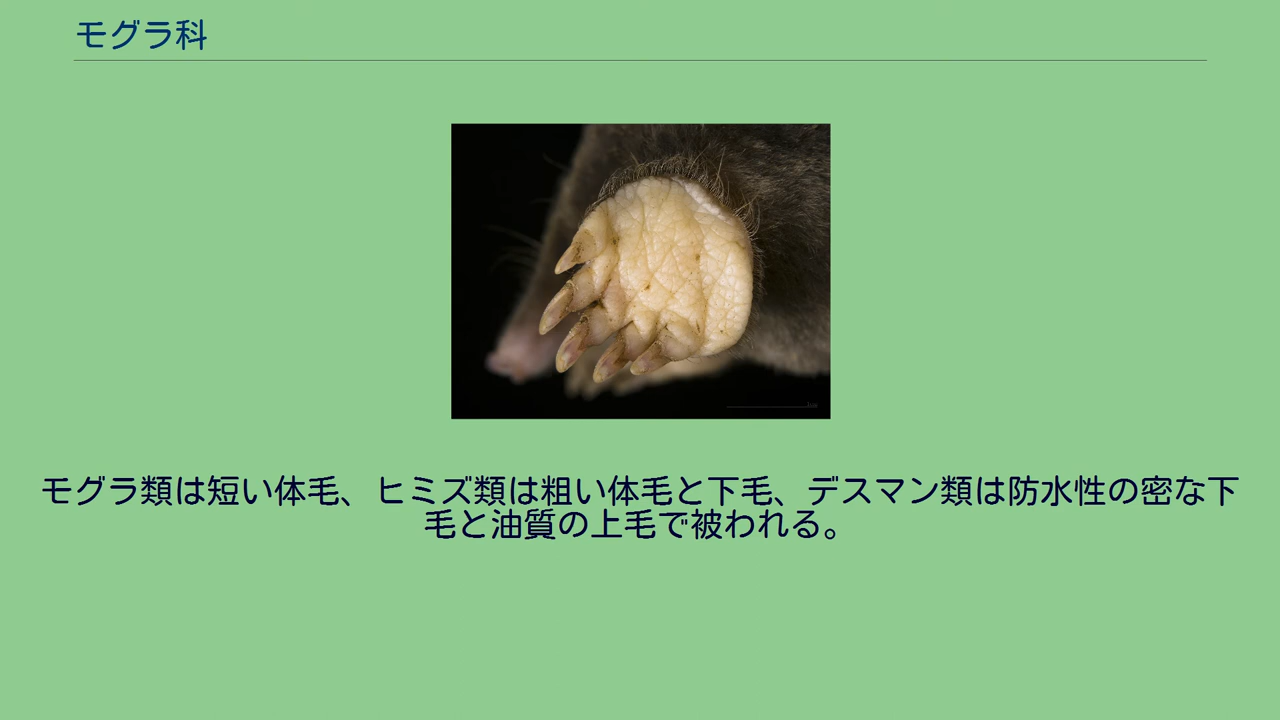 モグラ科
モグラ類は短い体毛、ヒミズ類は粗い体毛と下毛、デスマン類は防水性の密な下
毛と油質の上毛で被われる。